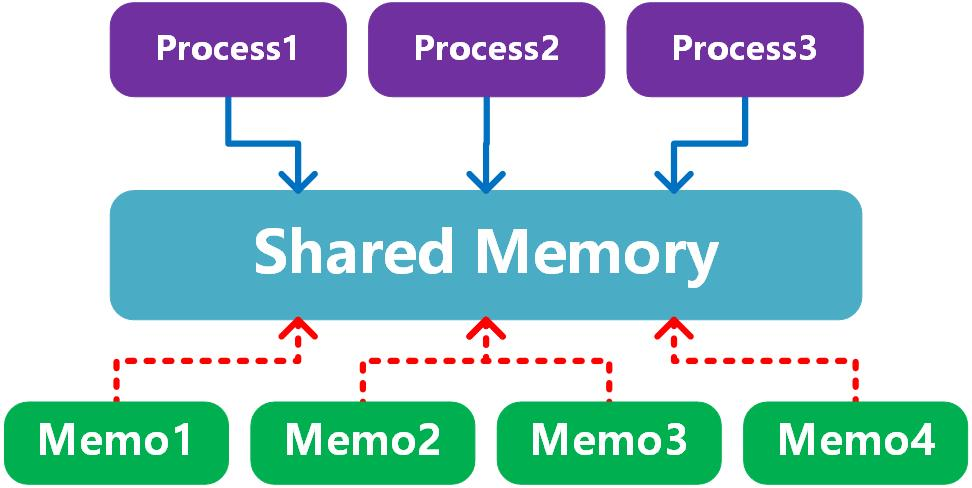 Process1
Process2
Process3
Shared Memory
Memo1
Memo2
Memo3
Memo4